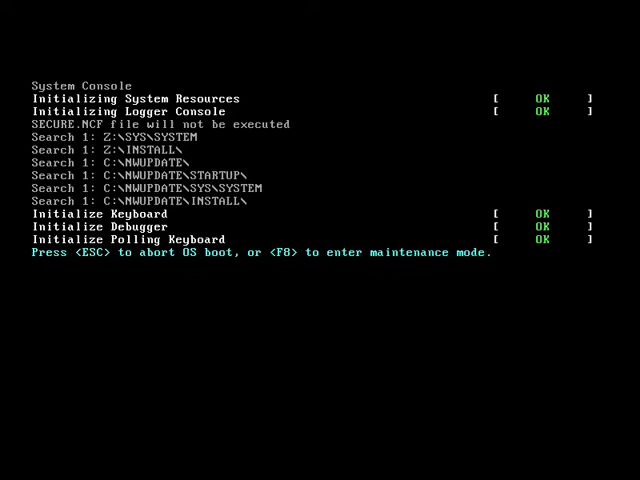 System Console
Initializing System Resources [ OK ]
Initializing Logger Console [ OK ]
SECURE.NCF file will not be executed
Search 1: Z:\SYS\SYSTEM
Search 1: Z:\INSTALL\
Search 1: C:\NWUPDATE\
Search 1: C:\NWUPDATE\STARTUP\
Search 1: C:\NWUPDATE\SYS\SYSTEM
Search 1: C:\NWUPDATE\INSTALL\
Initialize Keyboard [ OK ]
Initialize Debugger [ OK ]
Initialize Polling Keyboard [ OK ]
Press <ESC> to abort OS boot, or <F8> to enter maintenance mode.